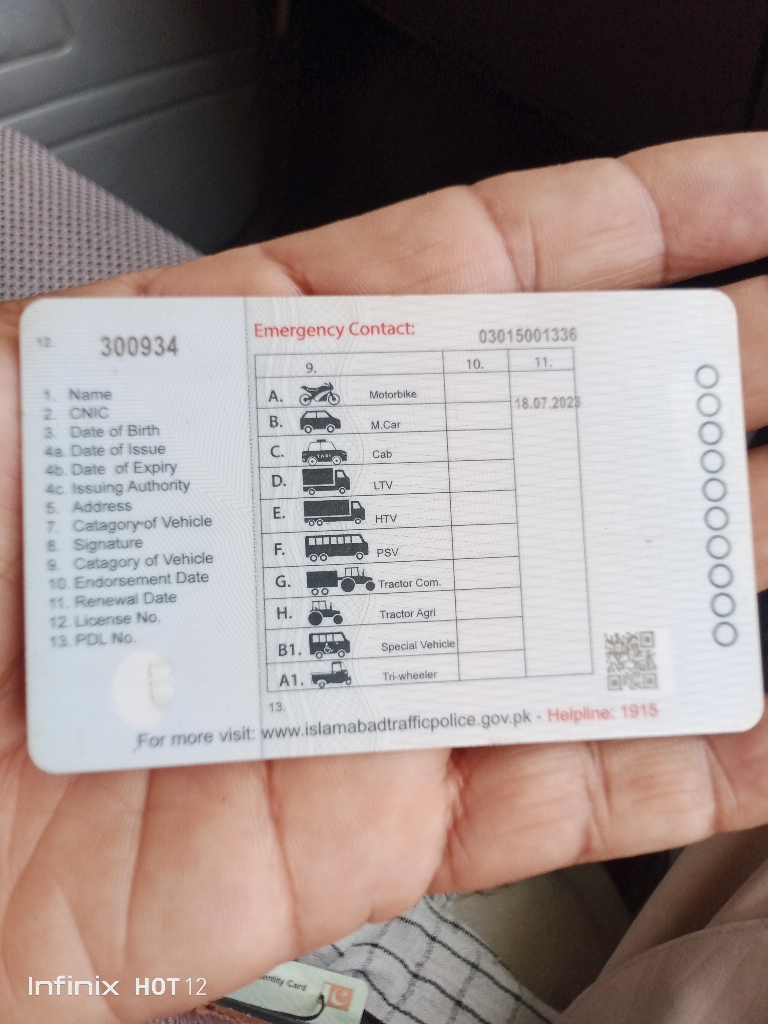 12. 300934
Emergency Contact: 03015001336
1. Name
2. CNIC
3. Date of Birth
4a. Date of Issue
4b. Date of Expiry
4c. Issuing Authority
5. Address
7. Catagory of Vehicle
8. Signature
9. Catagory of Vehicle
10. Endorsement Date
11. Renewal Date
12. License No.
13. PDL No.
9. 10. 11.
A. Motorbike 18.07.2023
B. M.Car
C. TAXI Cab
D. LTV
E. HTV
F. PSV
G. Tractor Com.
H. Tractor Agri
B1. Special Vehicle
A1. Tri-wheeler
13.
For more visit: www.islamabadtrafficpolice.gov.pk - Helpline: 1915
Card
Infinix HOT 12